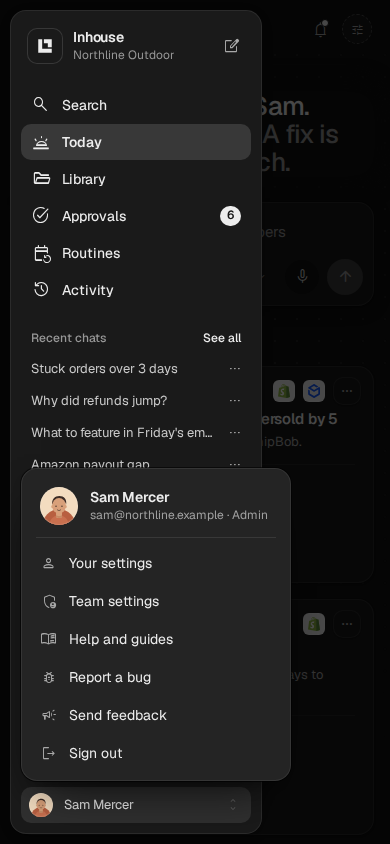 Inhouse
Northline Outdoor
Sam.
A fix is
ch.
Search
Today
Library
Approvals
6
Routines
Activity
Recent chats
See all
Stuck orders over 3 days
Why did refunds jump?
What to feature in Friday's em...
Amazon payout gap
sold by 5
ipBob.
ays to
Sam Mercer
sam@northline.example · Admin
Your settings
Team settings
Help and guides
Report a bug
Send feedback
Sign out
Sam Mercer